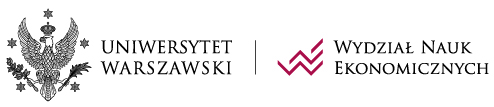 UNIWERSYTET
WARSZAWSKI
WYDZIAŁ NAUK
EKONOMICZNYCH